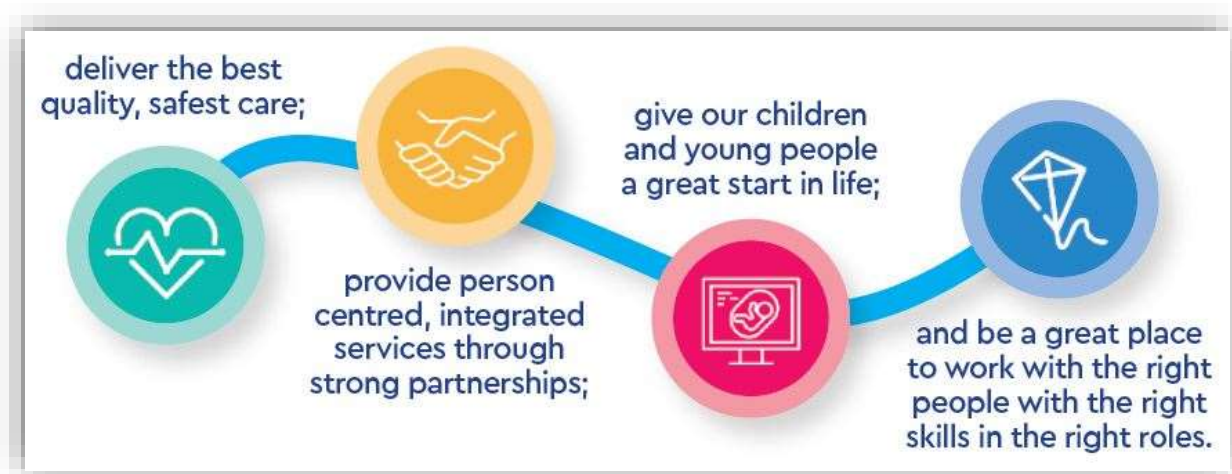 deliver the best
quality, safest care;
provide person
centred, integrated
services through
strong partnerships;
give our children
and young people
a great start in life;
and be a great place
to work with the right
people with the right
skills in the right roles.